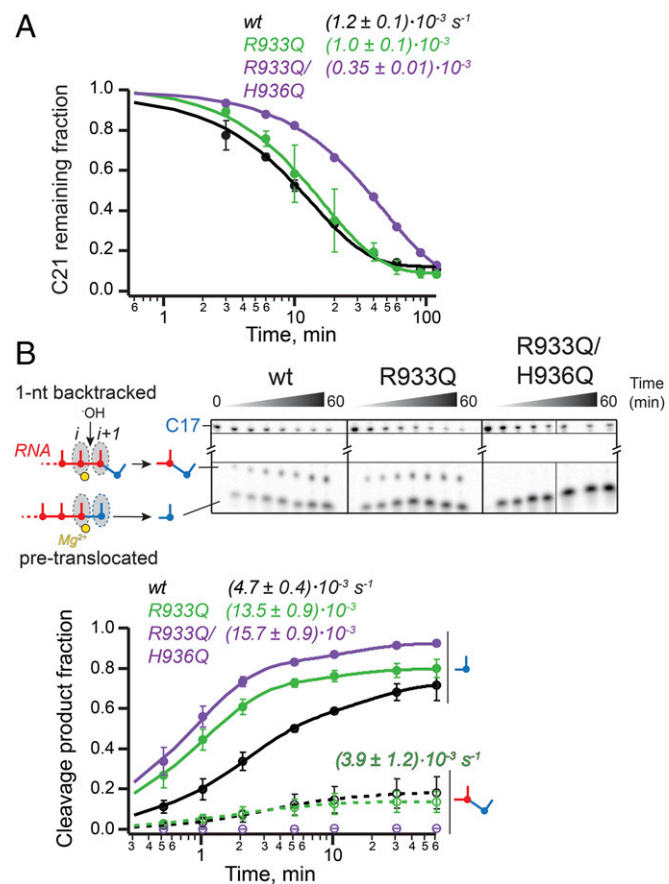 A
wt (1.2 ± 0.1)·10⁻³ s⁻¹
R933Q (1.0 ± 0.1)·10⁻³
R933Q/ (0.35 ± 0.01)·10⁻³
H936Q
C21 remaining fraction
1.0
0.8
0.6
0.4
0.2
0.0
6 1 2 3 4 5 6 10 2 3 4 5 6 100
Time, min
B
1-nt backtracked
-OH
i i+1
RNA
Mg²⁺
pre-translocated
wt R933Q R933Q/
H936Q
0 60 60 60 Time
(min)
C17
wt (4.7 ± 0.4)·10⁻³ s⁻¹
R933Q (13.5 ± 0.9)·10⁻³
R933Q/ (15.7 ± 0.9)·10⁻³
H936Q
Cleavage product fraction
1.0
0.8
0.6
0.4
0.2
0.0
(3.9 ± 1.2)·10⁻³ s⁻¹
3 4 5 6 1 2 3 4 5 6 10 2 3 4 5 6
Time, min